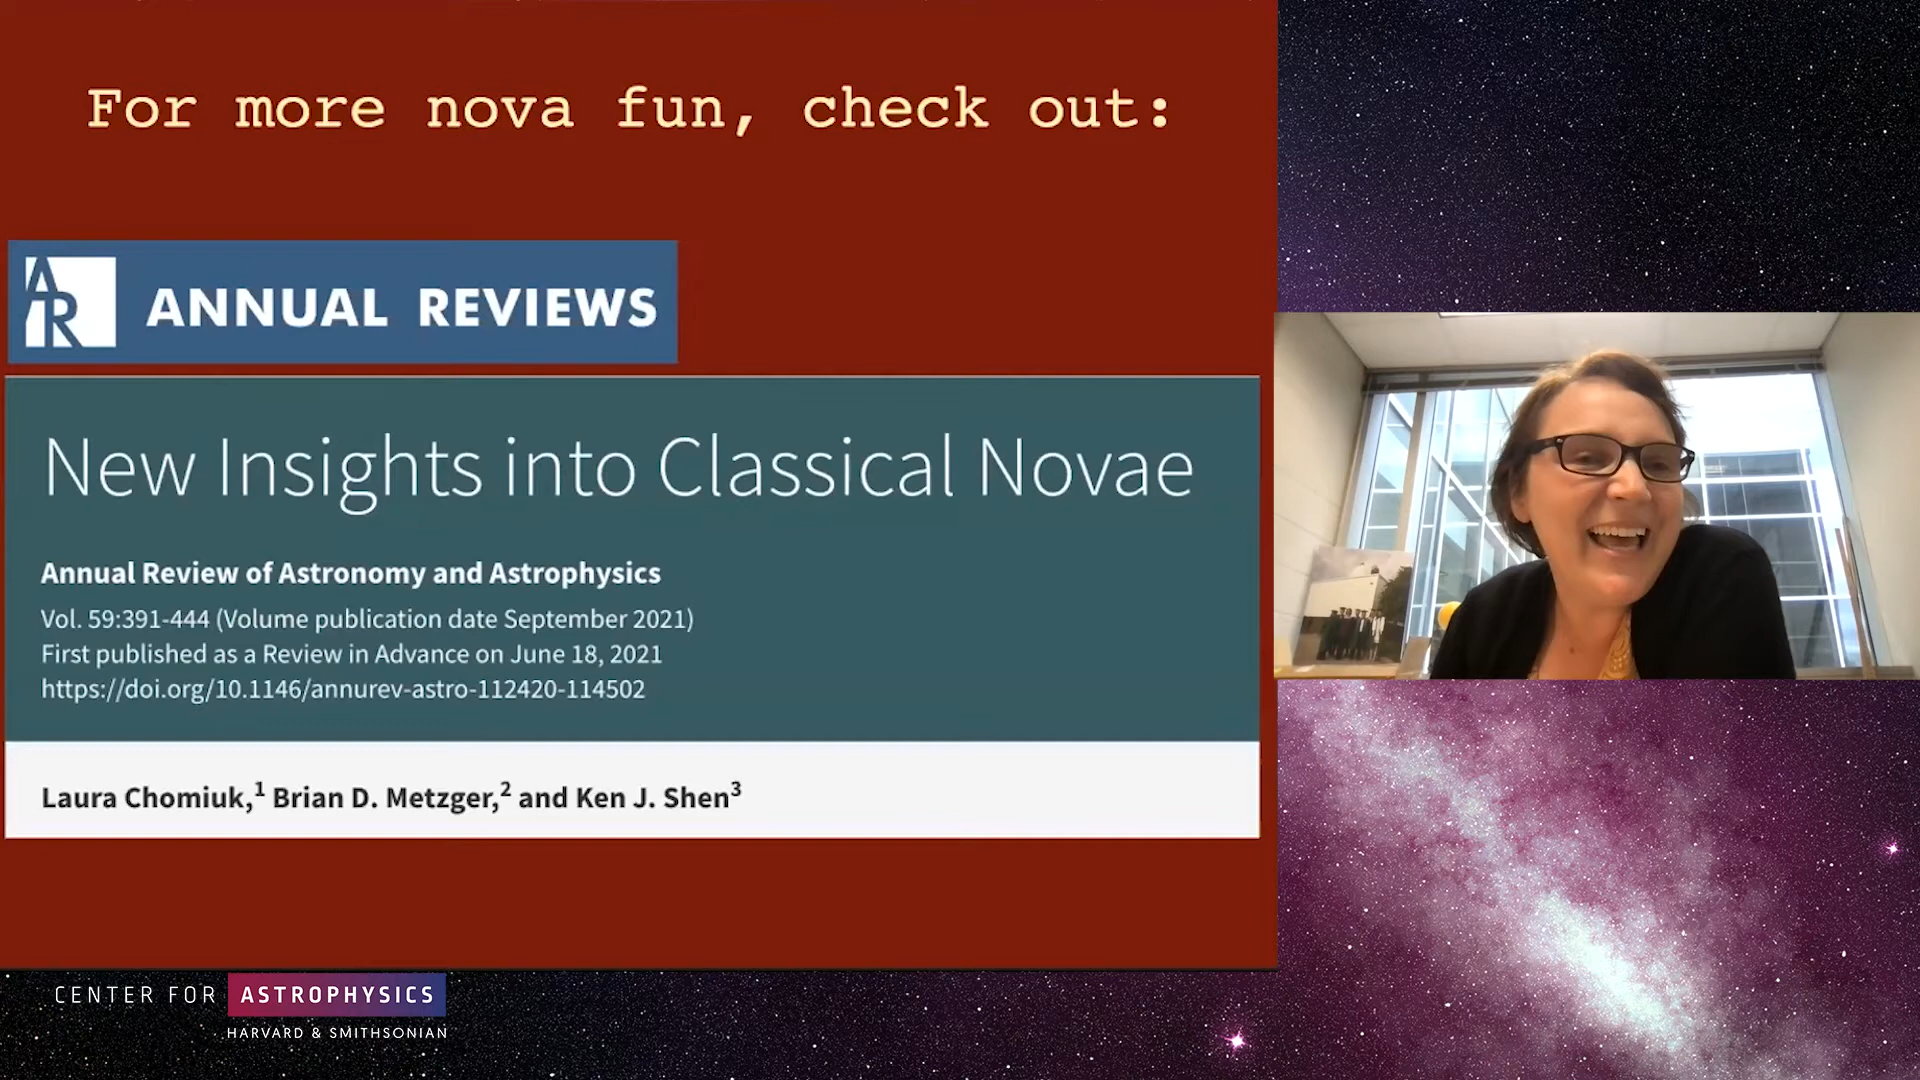 For more nova fun, check out:
AR ANNUAL REVIEWS
New Insights into Classical Novae
Annual Review of Astronomy and Astrophysics
Vol. 59:391-444 (Volume publication date September 2021)
First published as a Review in Advance on June 18, 2021
https://doi.org/10.1146/annurev-astro-112420-114502
Laura Chomiuk,¹ Brian D. Metzger,² and Ken J. Shen³
CENTER FOR ASTROPHYSICS
HARVARD & SMITHSONIAN